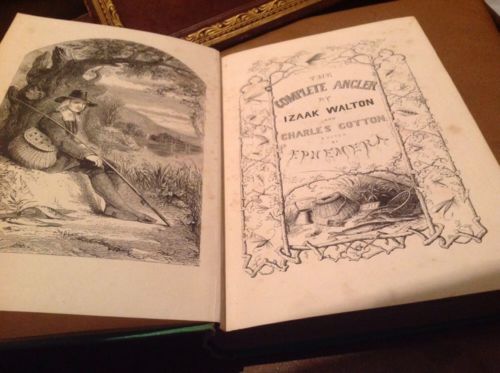 THE
COMPLETE ANGLER
BY
IZAAK WALTON
AND
CHARLES COTTON
EDITED
BY
EPHEMERA